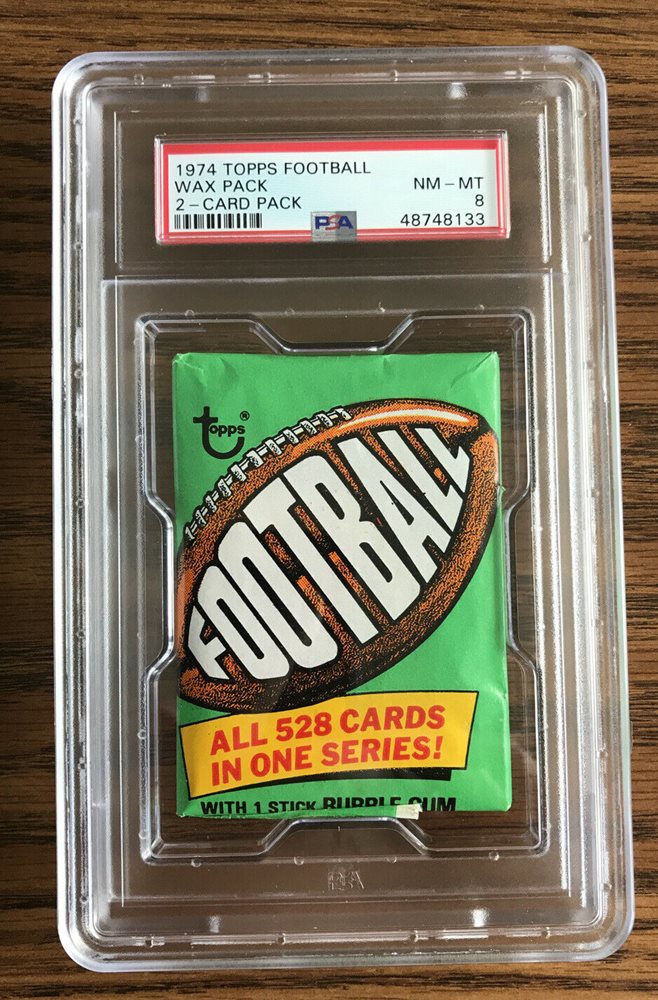 1974 TOPPS FOOTBALL
WAX PACK NM – MT
2 – CARD PACK 8
PSA 48748133
topps®
FOOTBALL
ALL 528 CARDS
IN ONE SERIES!
WITH 1 STICK BUBBLE GUM
PSA